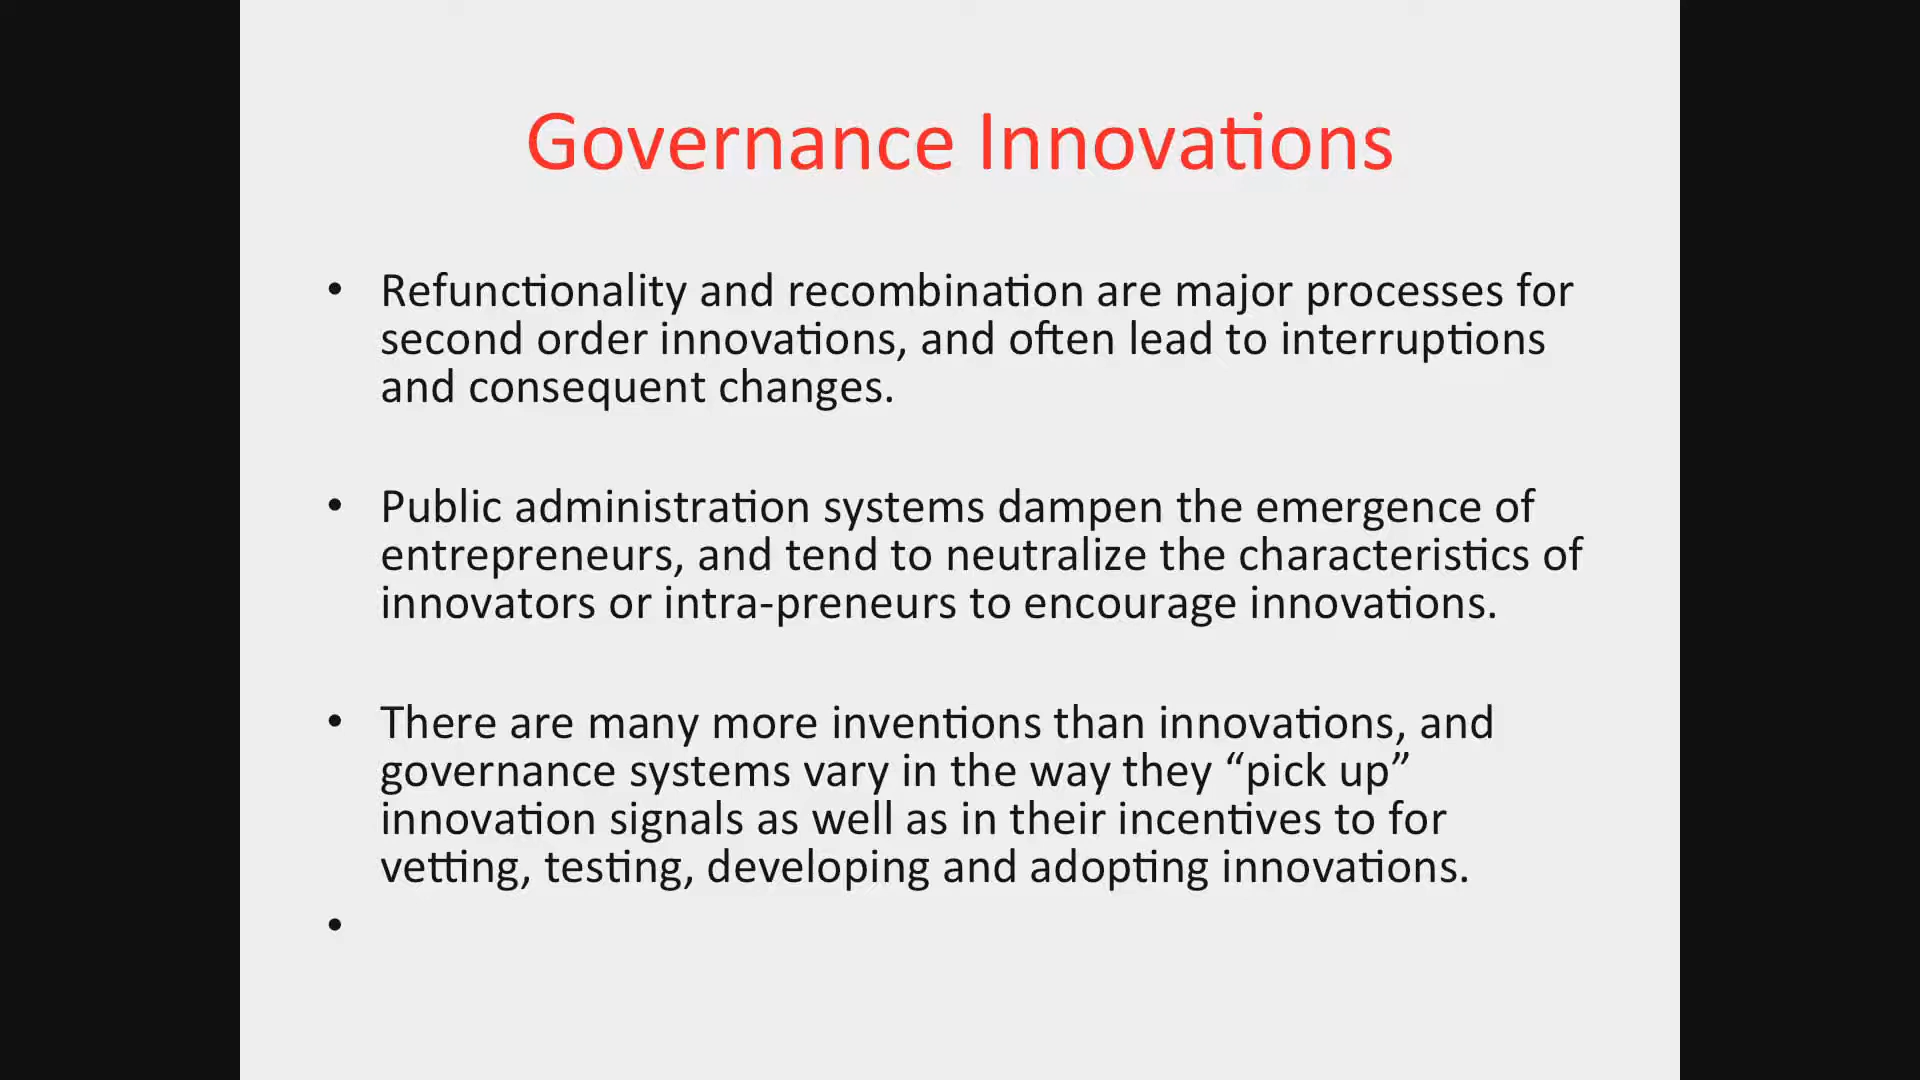 Governance Innovations
• Refunctionality and recombination are major processes for
second order innovations, and often lead to interruptions
and consequent changes.
• Public administration systems dampen the emergence of
entrepreneurs, and tend to neutralize the characteristics of
innovators or intra-preneurs to encourage innovations.
• There are many more inventions than innovations, and
governance systems vary in the way they “pick up”
innovation signals as well as in their incentives to for
vetting, testing, developing and adopting innovations.
•